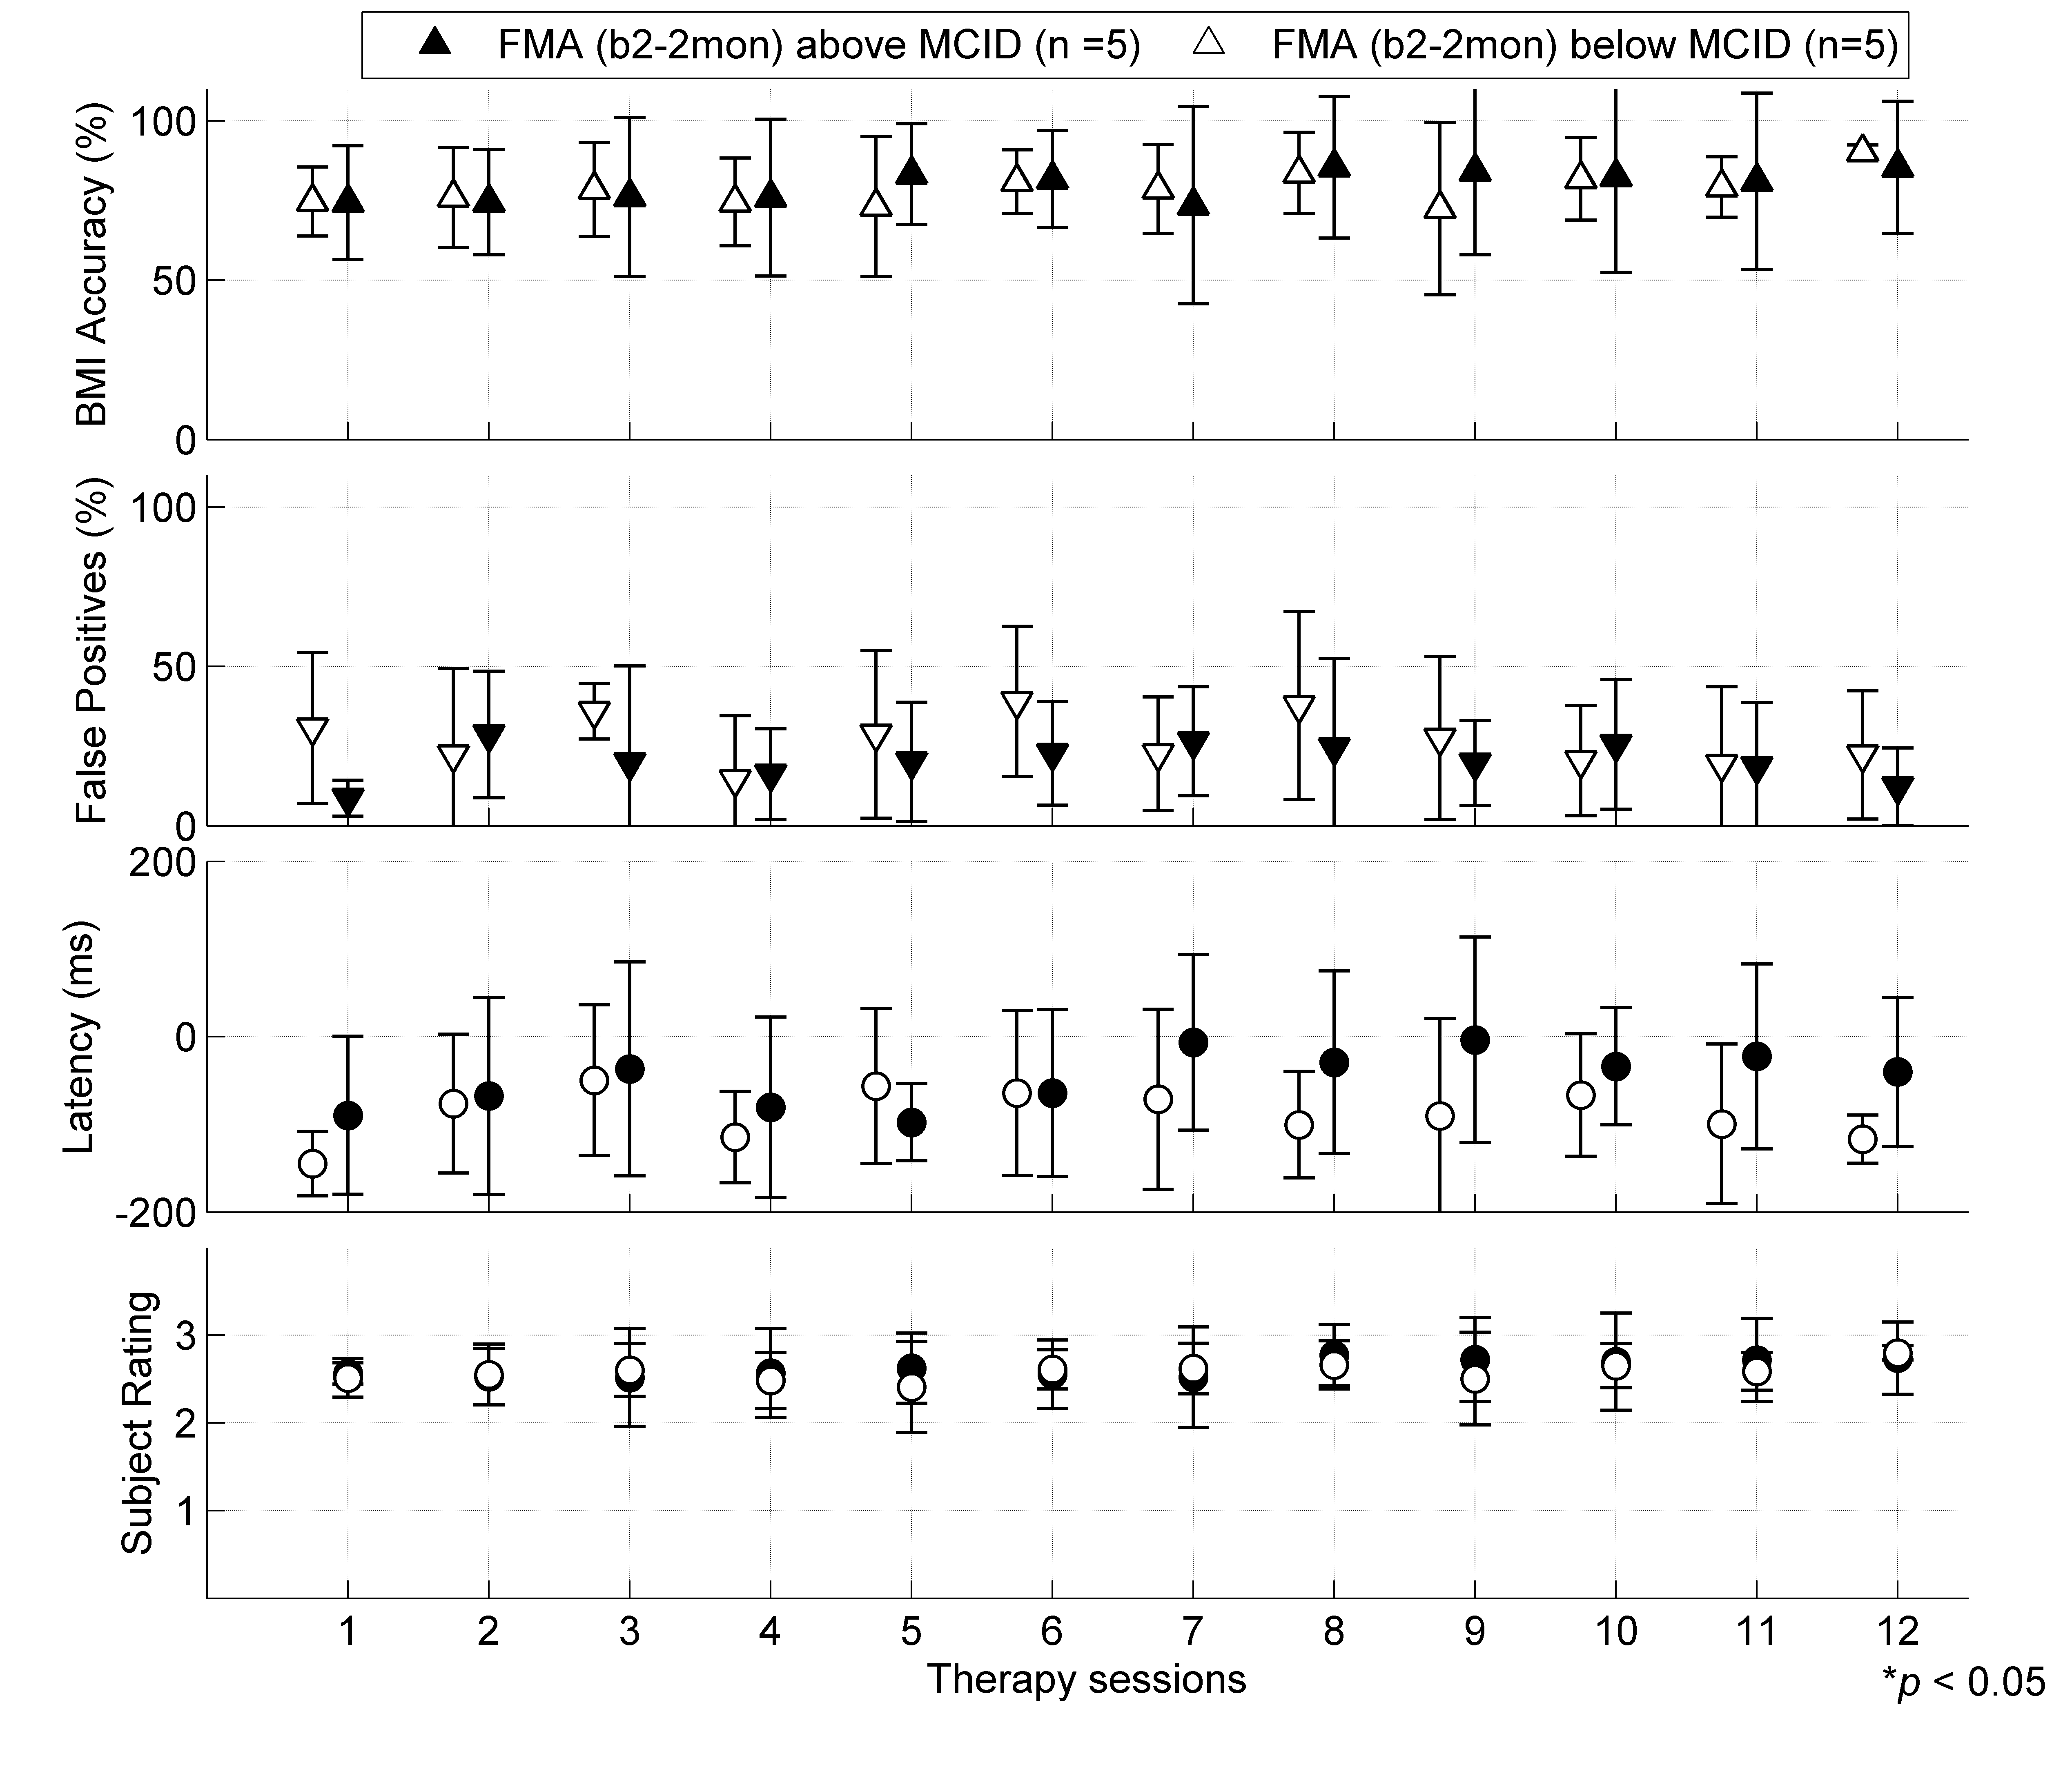 FMA (b2-2mon) above MCID (n =5) FMA (b2-2mon) below MCID (n=5)
BMI Accuracy (%)
100
50
0
False Positives (%)
100
50
0
Latency (ms)
200
0
-200
Subject Rating
3
2
1
1 2 3 4 5 6 7 8 9 10 11 12
Therapy sessions
*p < 0.05